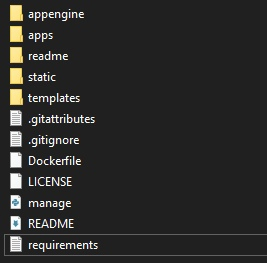 appengine
apps
readme
static
templates
.gitattributes
.gitignore
Dockerfile
LICENSE
manage
README
requirements